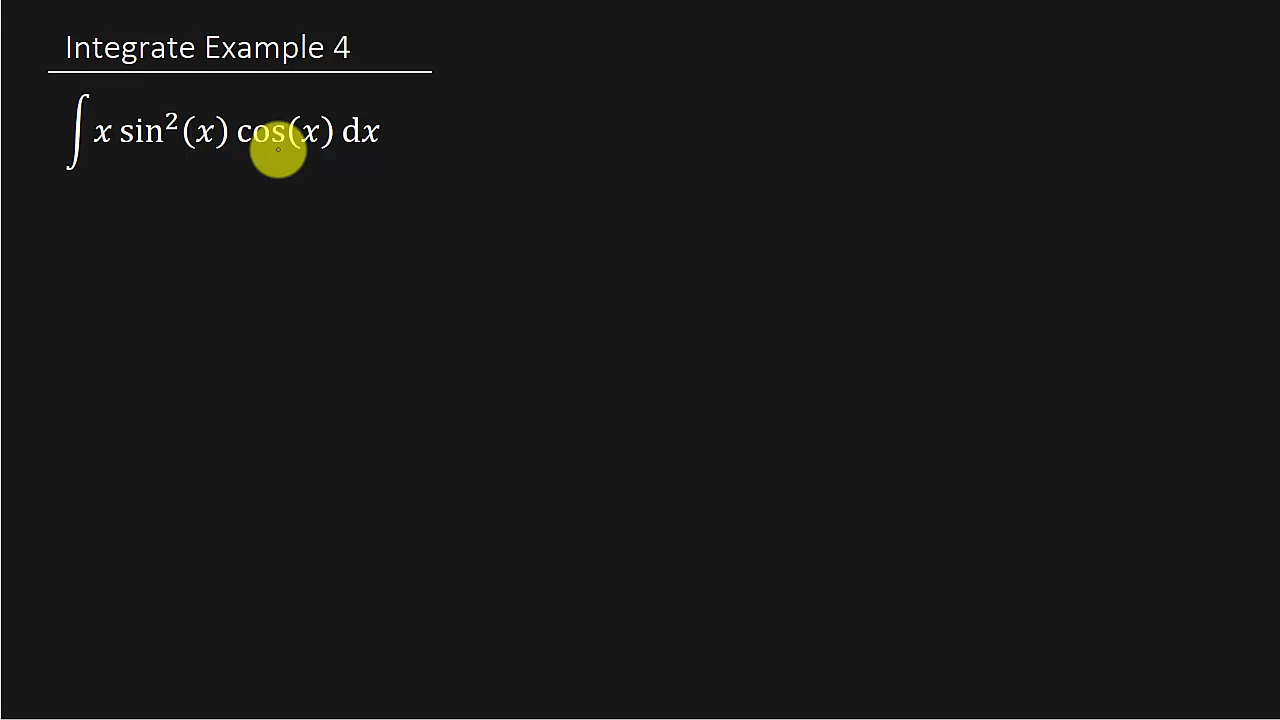 Integrate Example 4
∫ x sin²(x) cos(x) dx